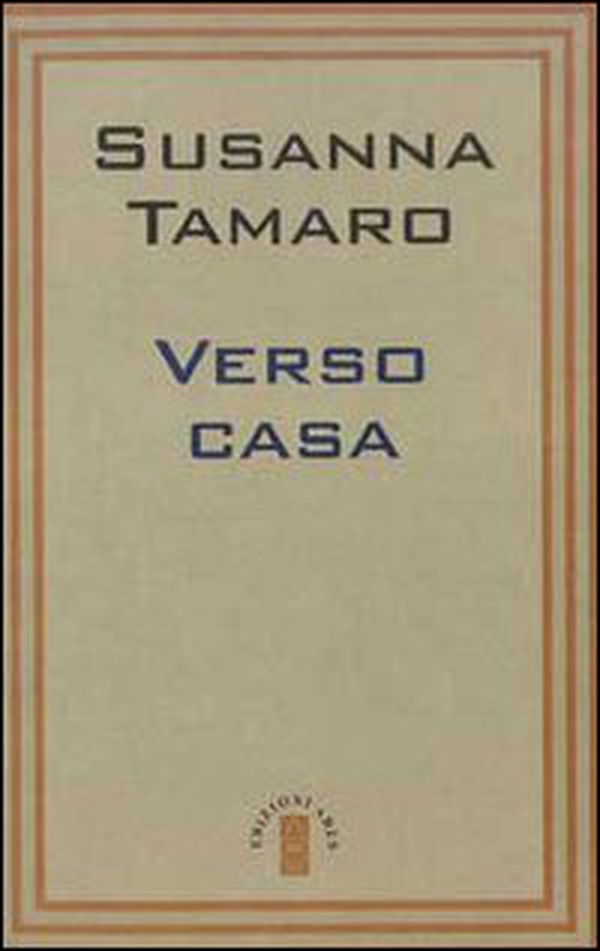 SUSANNA
TAMARO
VERSO
CASA
EDIZIONI ARES